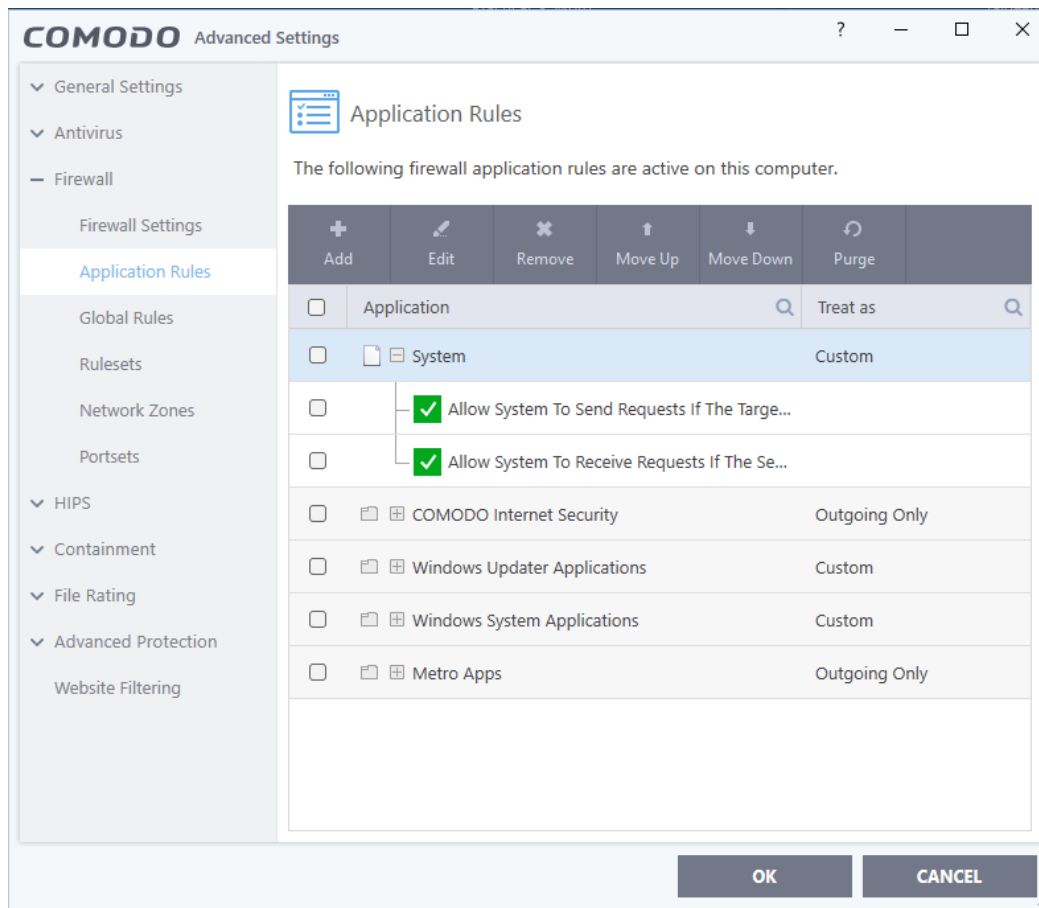 COMODO Advanced Settings
?
General Settings
Antivirus
Firewall
Firewall Settings
Application Rules
Global Rules
Rulesets
Network Zones
Portsets
HIPS
Containment
File Rating
Advanced Protection
Website Filtering
Application Rules
The following firewall application rules are active on this computer.
Add Edit Remove Move Up Move Down Purge
Application Treat as
System Custom
Allow System To Send Requests If The Targe...
Allow System To Receive Requests If The Se...
COMODO Internet Security Outgoing Only
Windows Updater Applications Custom
Windows System Applications Custom
Metro Apps Outgoing Only
OK CANCEL